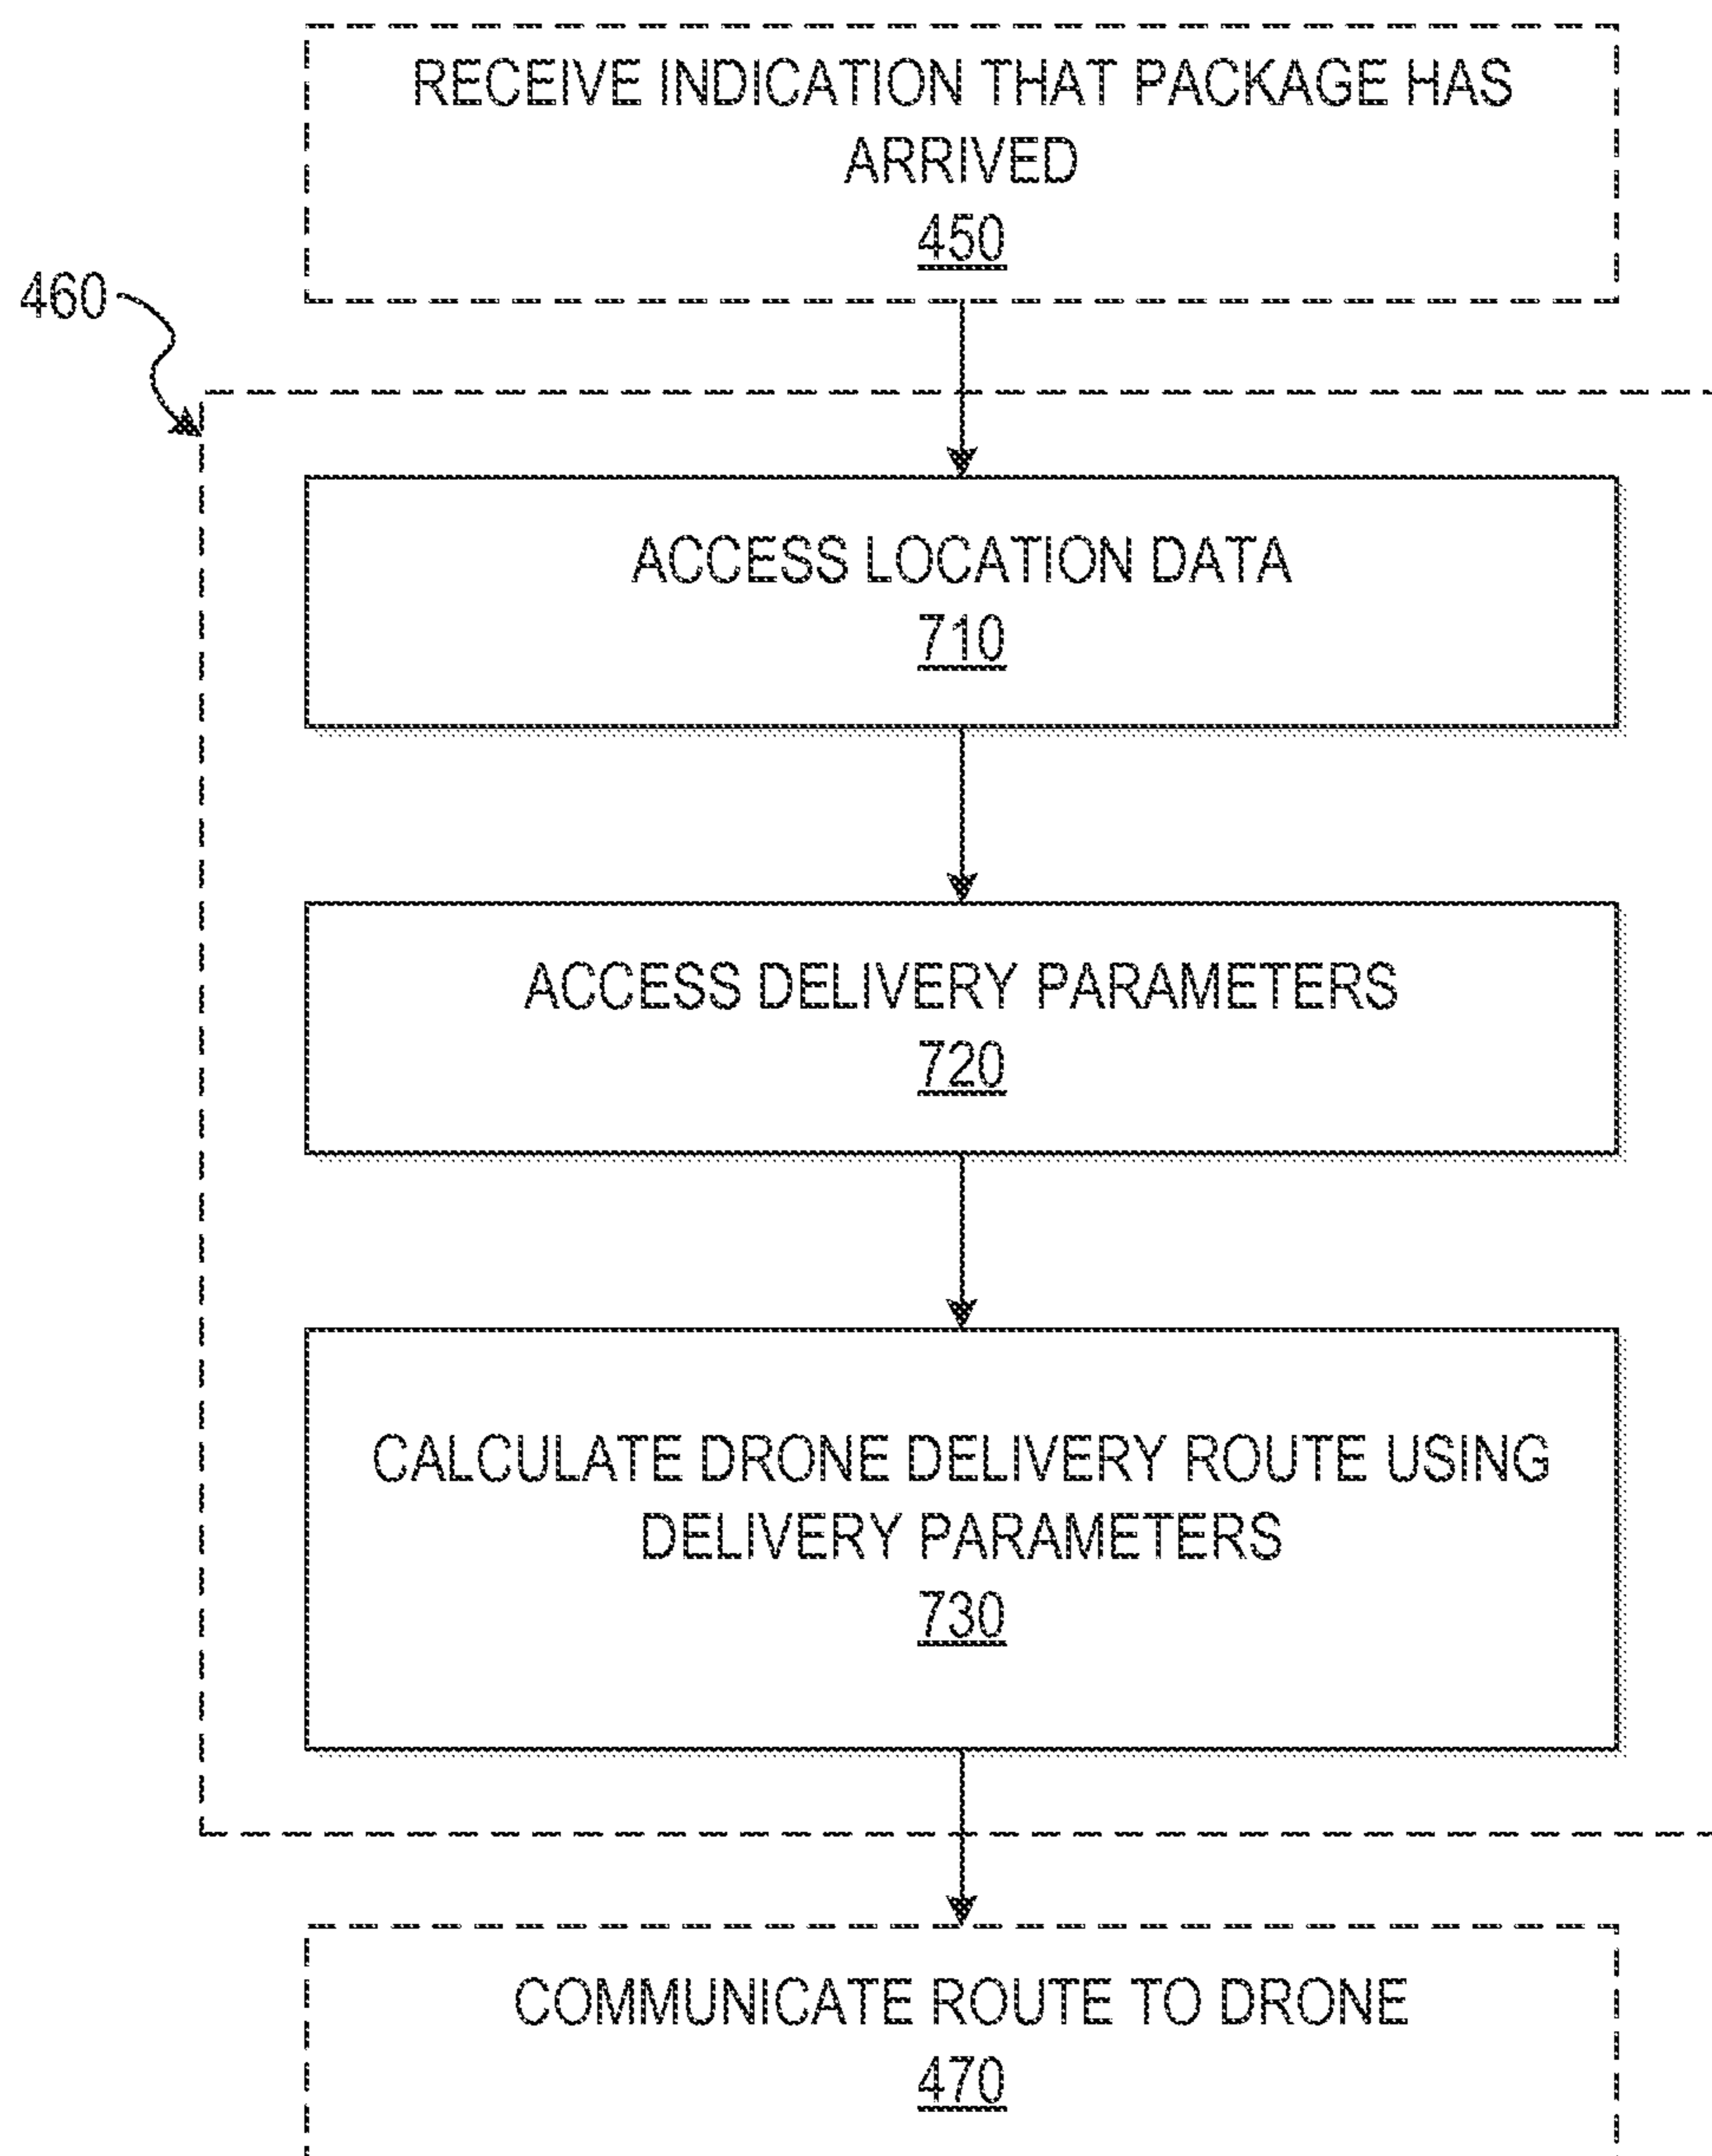 RECEIVE INDICATION THAT PACKAGE HAS
ARRIVED
450
460
ACCESS LOCATION DATA
710
ACCESS DELIVERY PARAMETERS
720
CALCULATE DRONE DELIVERY ROUTE USING
DELIVERY PARAMETERS
730
COMMUNICATE ROUTE TO DRONE
470